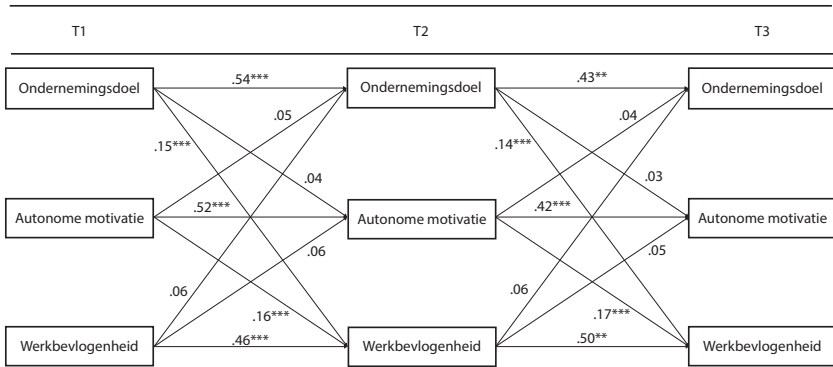 T1 T2 T3
Ondernemingsdoel .54*** Ondernemingsdoel .43** Ondernemingsdoel
.05 .04
.15*** .14***
.04 .03
Autonome motivatie .52*** Autonome motivatie .42*** Autonome motivatie
.06 .05
.06 .06
.16*** .17***
Werkbevlogenheid .46*** Werkbevlogenheid .50** Werkbevlogenheid